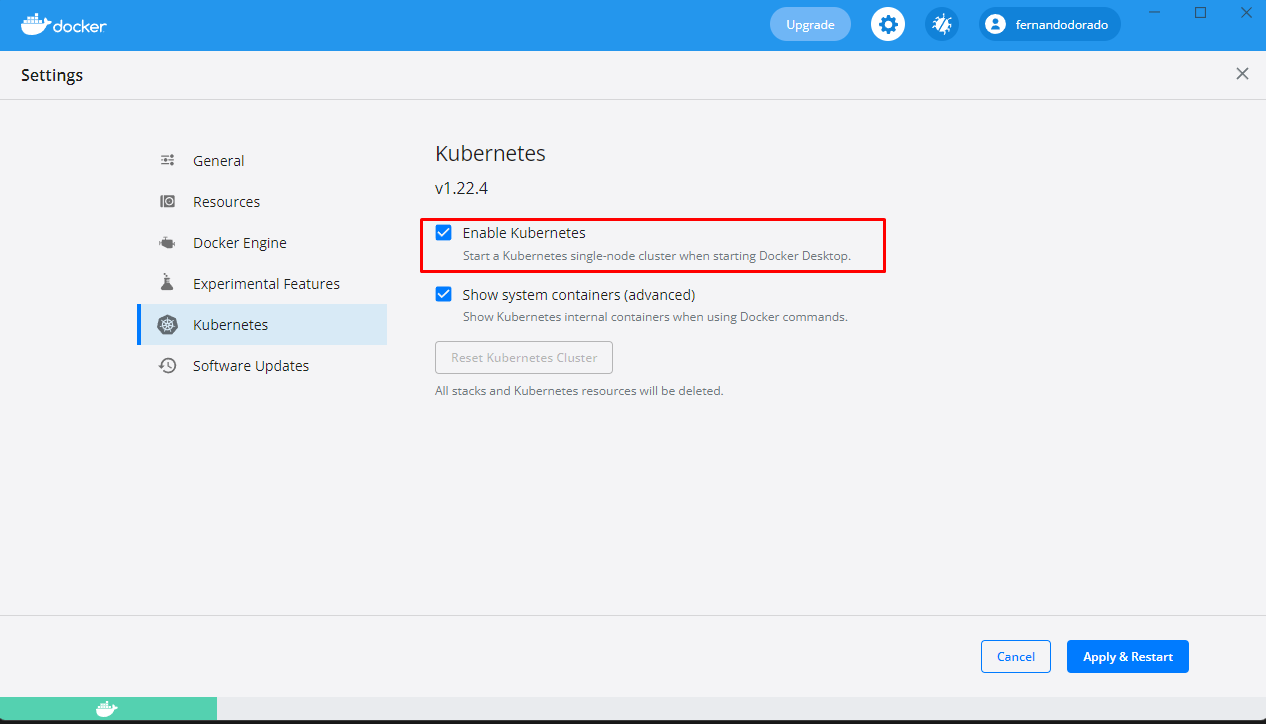 docker
Upgrade
fernandodorado
Settings
General
Resources
Docker Engine
Experimental Features
Kubernetes
Software Updates
Kubernetes
v1.22.4
Enable Kubernetes
Start a Kubernetes single-node cluster when starting Docker Desktop.
Show system containers (advanced)
Show Kubernetes internal containers when using Docker commands.
Reset Kubernetes Cluster
All stacks and Kubernetes resources will be deleted.
Cancel
Apply & Restart